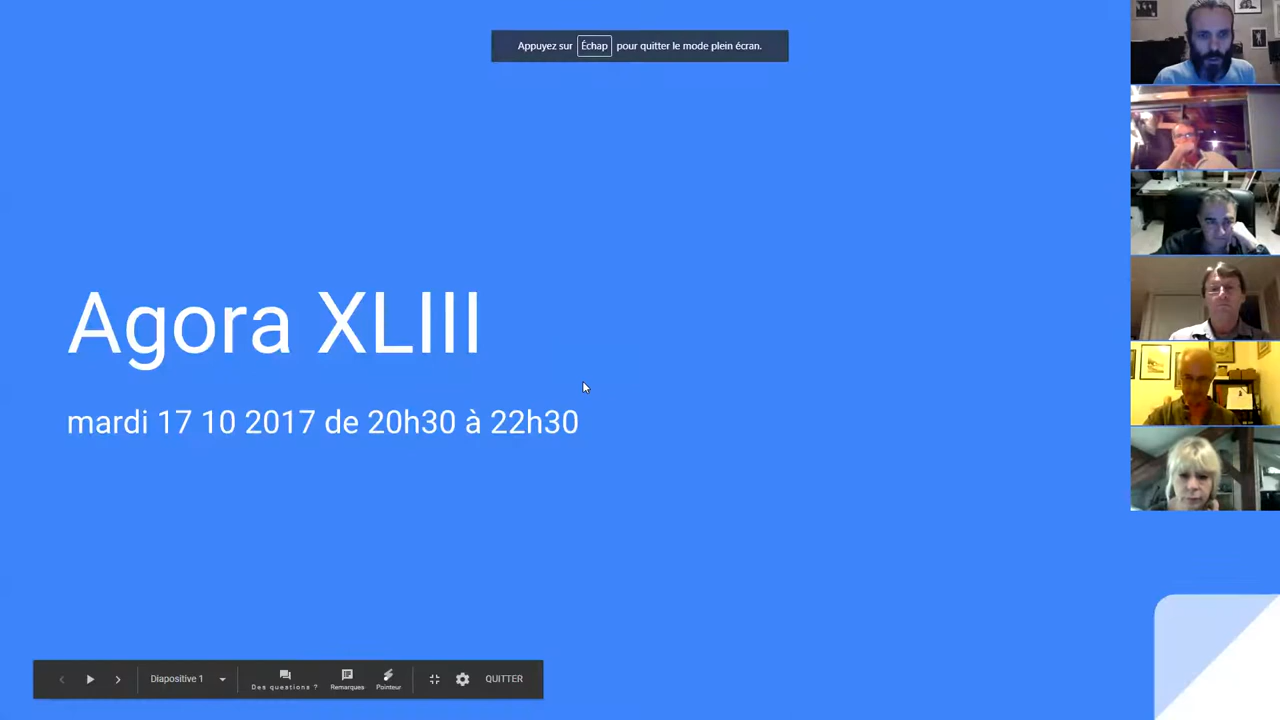 Appuyez sur Échap pour quitter le mode plein écran.
Agora XLIII
mardi 17 10 2017 de 20h30 à 22h30
Diapositive 1
Des questions ?
Remarques
Pointeur
QUITTER